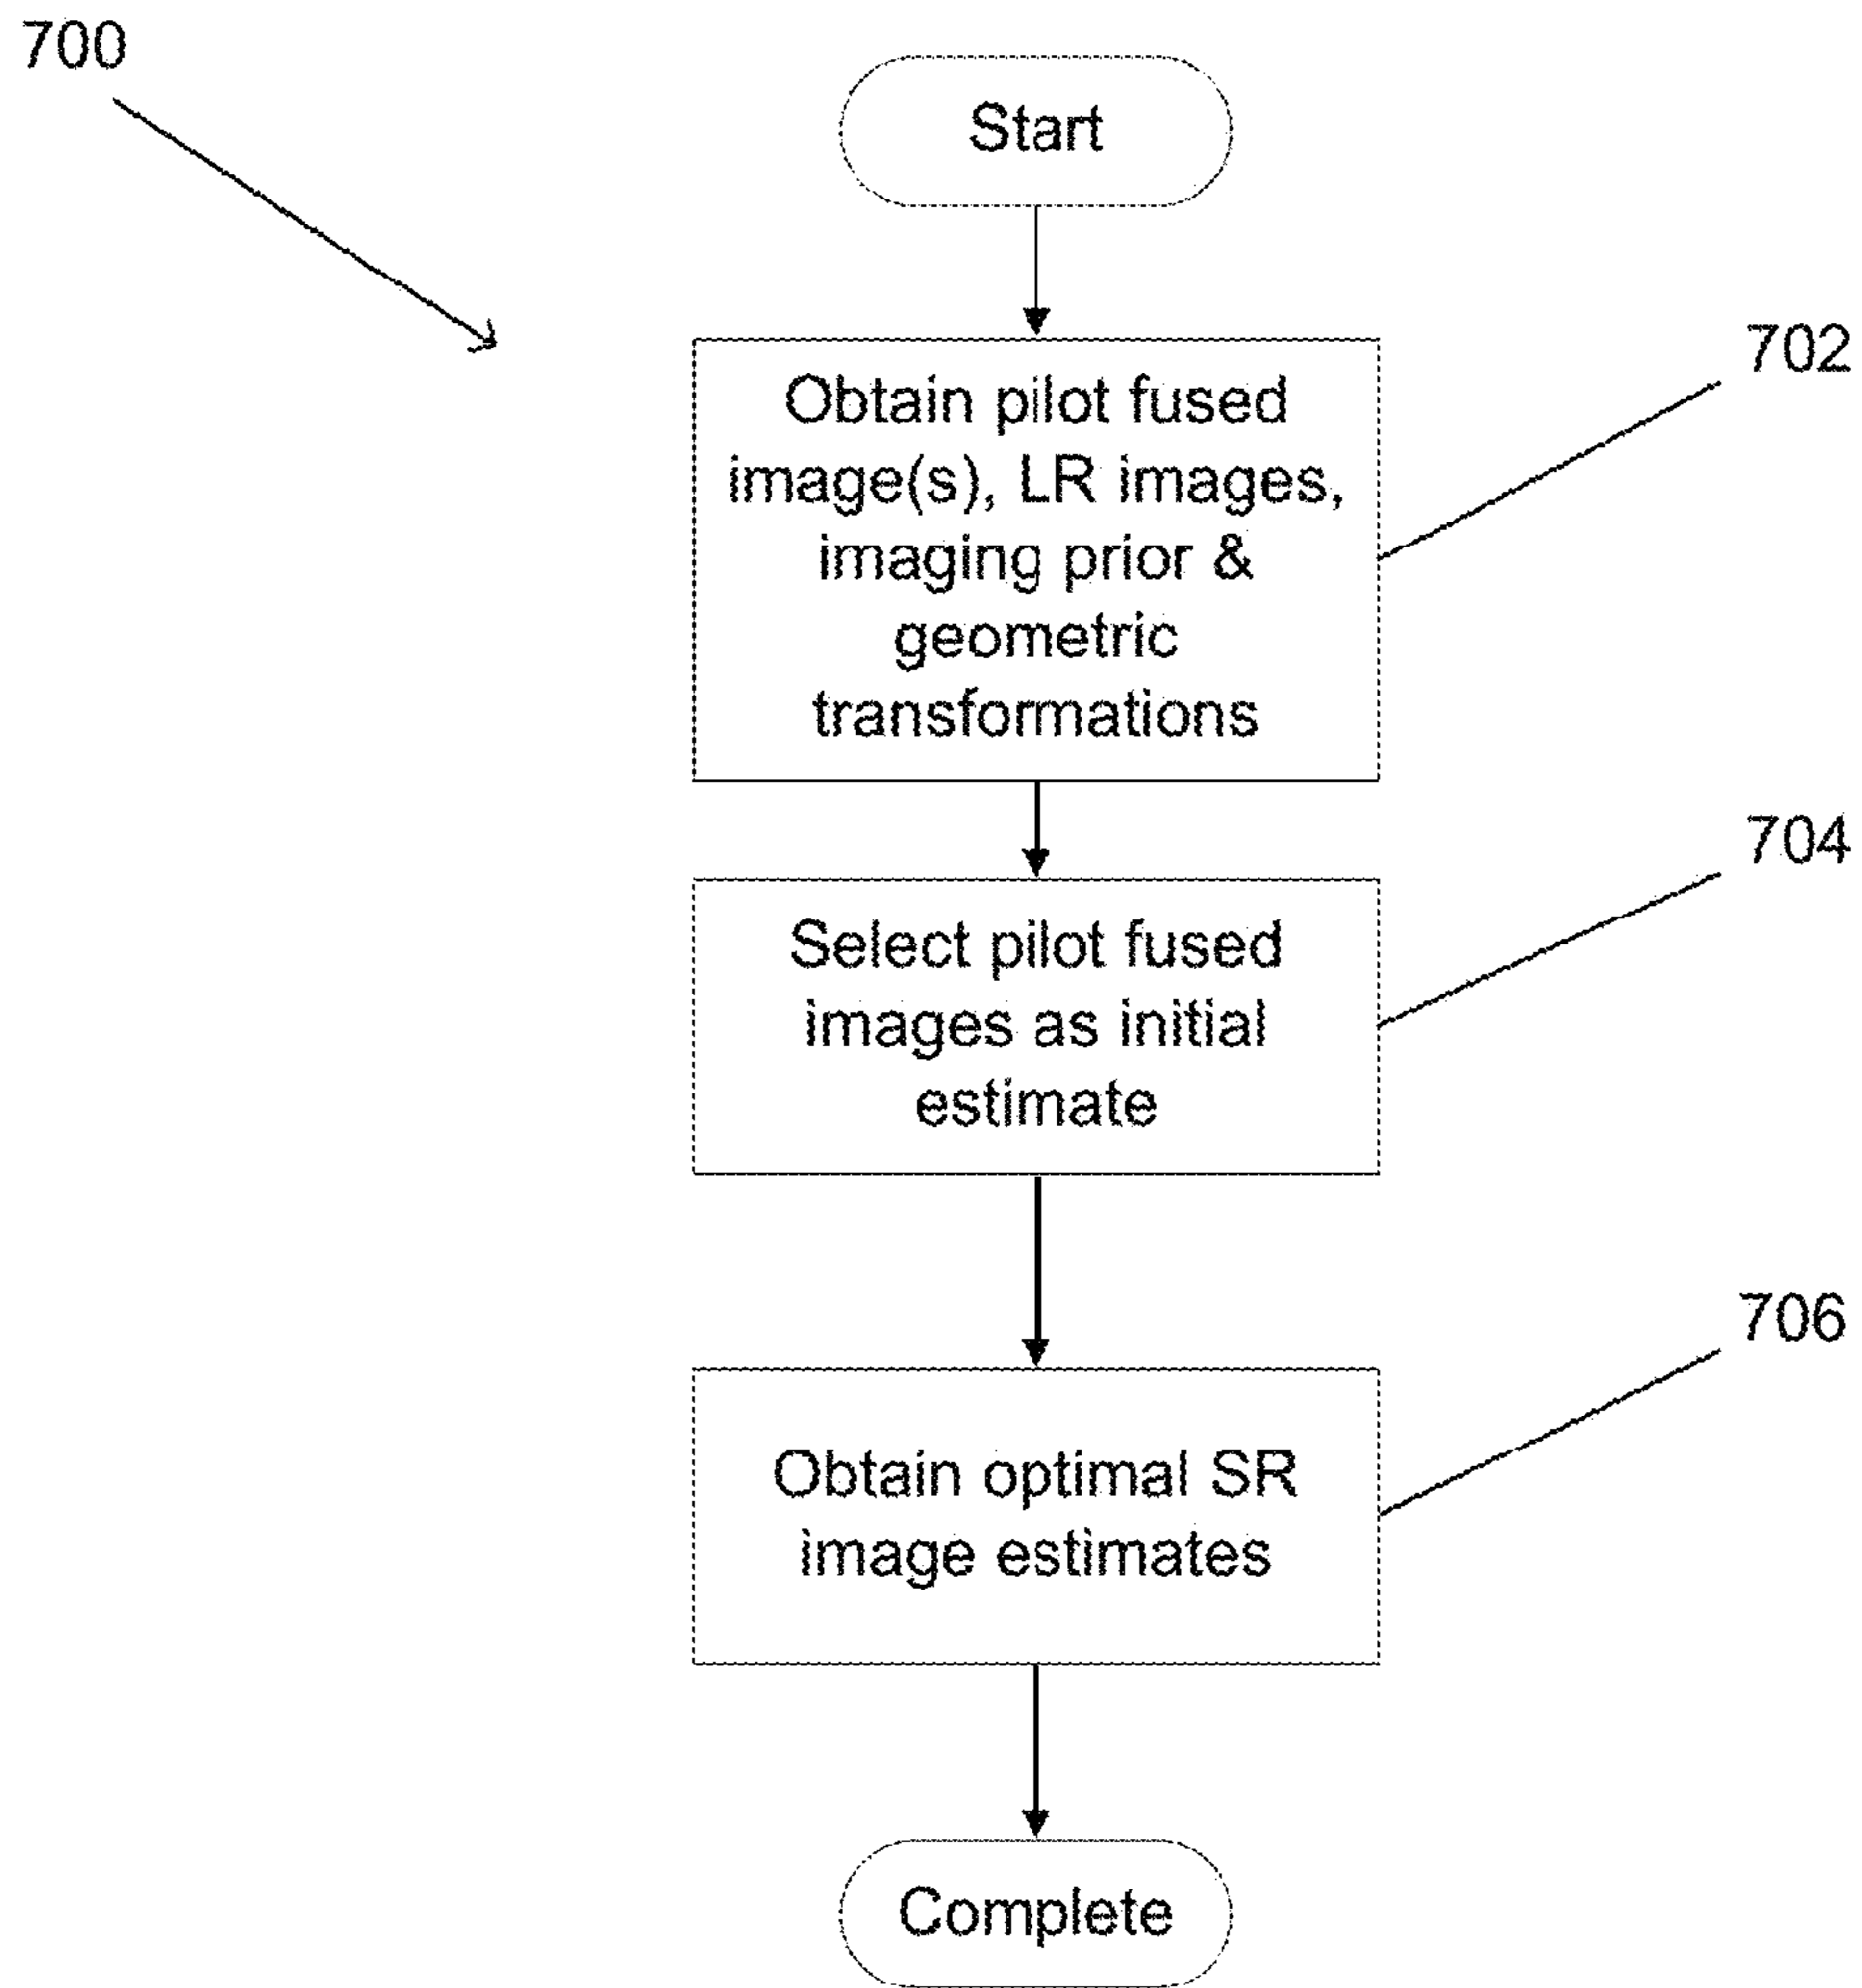 700
Start
702
Obtain pilot fused
image(s), LR images,
imaging prior &
geometric
transformations
704
Select pilot fused
images as initial
estimate
706
Obtain optimal SR
image estimates
Complete